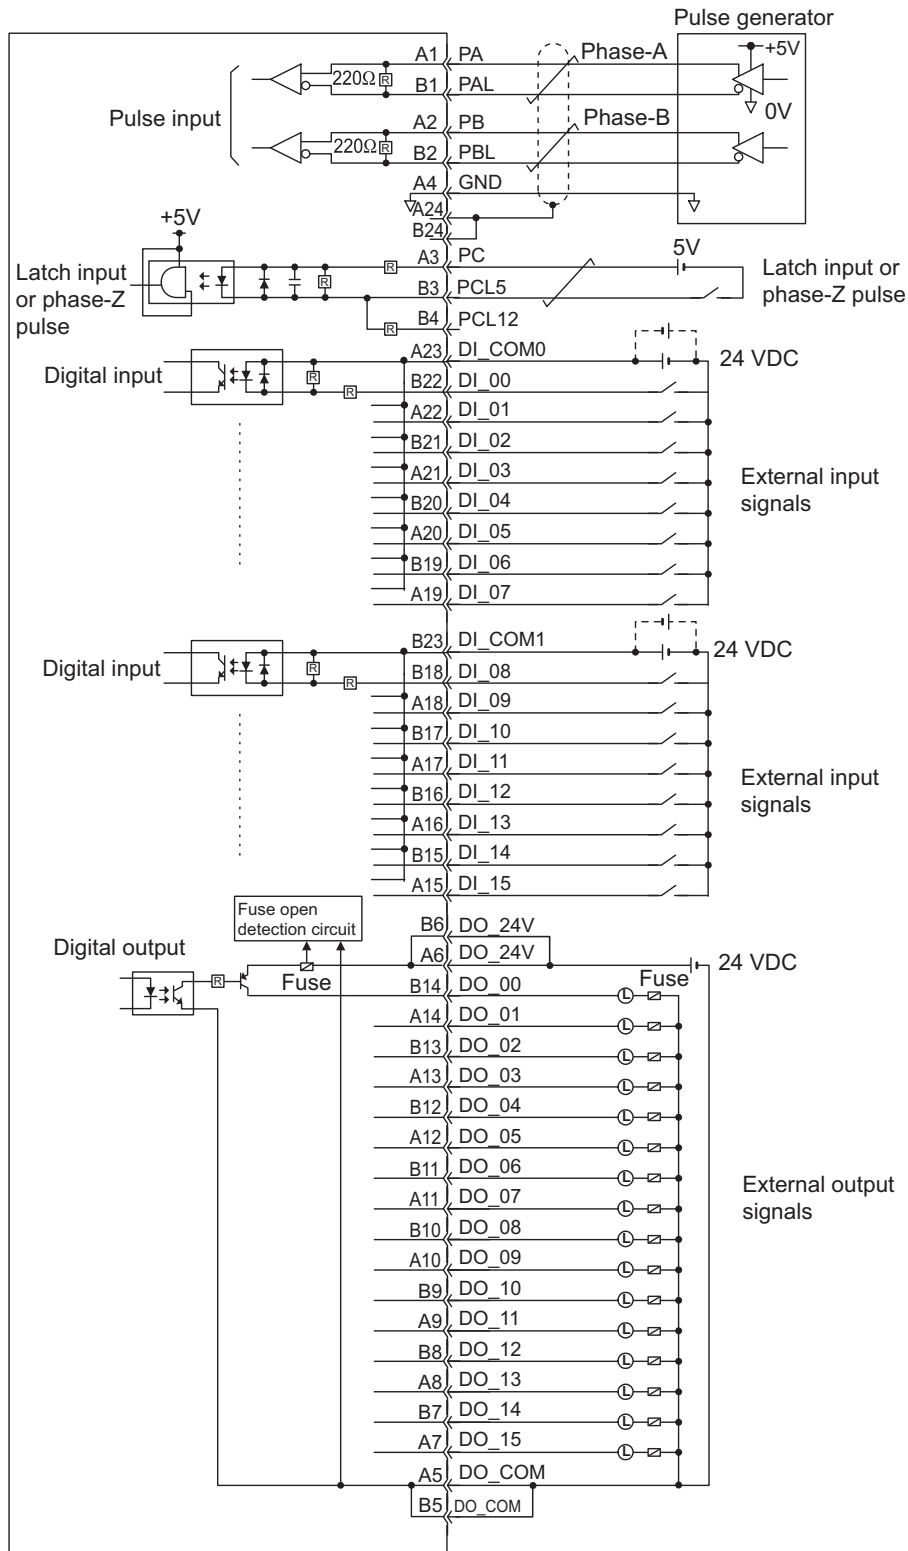 Pulse generator
+5V
A1 PA Phase-A
220Ω R
B1 PAL
0V
Pulse input
A2 PB Phase-B
220Ω R
B2 PBL
A4 GND
A24
+5V
B24
A3 PC 5V
R
Latch input
or phase-Z
pulse
R
B3 PCL5
Latch input or
phase-Z pulse
B4 PCL12
R
A23 DI_COM0 24 VDC
Digital input
R
B22 DI_00
R
A22 DI_01
B21 DI_02
A21 DI_03
External input
signals
B20 DI_04
A20 DI_05
B19 DI_06
A19 DI_07
B23 DI_COM1 24 VDC
Digital input
R
B18 DI_08
R
A18 DI_09
B17 DI_10
A17 DI_11
External input
signals
B16 DI_12
A16 DI_13
B15 DI_14
A15 DI_15
Fuse open
detection circuit
B6 DO_24V
Digital output
A6 DO_24V 24 VDC
R
Fuse
Fuse
B14 DO_00 L
A14 DO_01 L
B13 DO_02 L
A13 DO_03 L
B12 DO_04 L
A12 DO_05 L
B11 DO_06 L
External output
signals
A11 DO_07 L
B10 DO_08 L
A10 DO_09 L
B9 DO_10 L
A9 DO_11 L
B8 DO_12 L
A8 DO_13 L
B7 DO_14 L
A7 DO_15 L
A5 DO_COM
B5 DO_COM